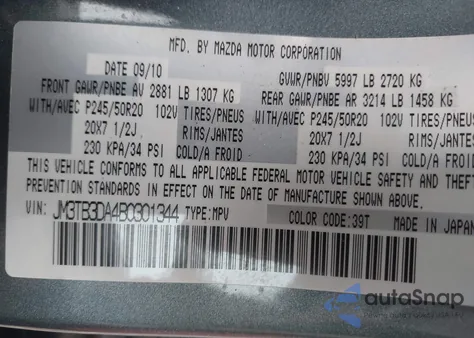 MFD. BY MAZDA MOTOR CORPORATION
DATE 09/10 GVWR/PNBV 5997 LB 2720 KG
FRONT GAWR/PNBE AV 2881 LB 1307 KG REAR GAWR/PNBE AR 3214 LB 1458 KG
WITH/AVEC P245/50R20 102V TIRES/PNEUS WITH/AVEC P245/50R20 102V TIRES/PNEUS
20X7 1/2J RIMS/JANTES 20X7 1/2J RIMS/JANTES
230 KPA/34 PSI COLD/A FROID 230 KPA/34 PSI COLD/A FROID
THIS VEHICLE CONFORMS TO ALL APPLICABLE FEDERAL MOTOR VEHICLE SAFETY AND THEFT
PREVENTION STANDARDS IN EFFECT ON THE DATE OF MANUFACTURE SHOWN ABOVE.
VIN: JM3TB3DA4B0301344 TYPE:MPV COLOR CODE:39T MADE IN JAPAN
autoSnap